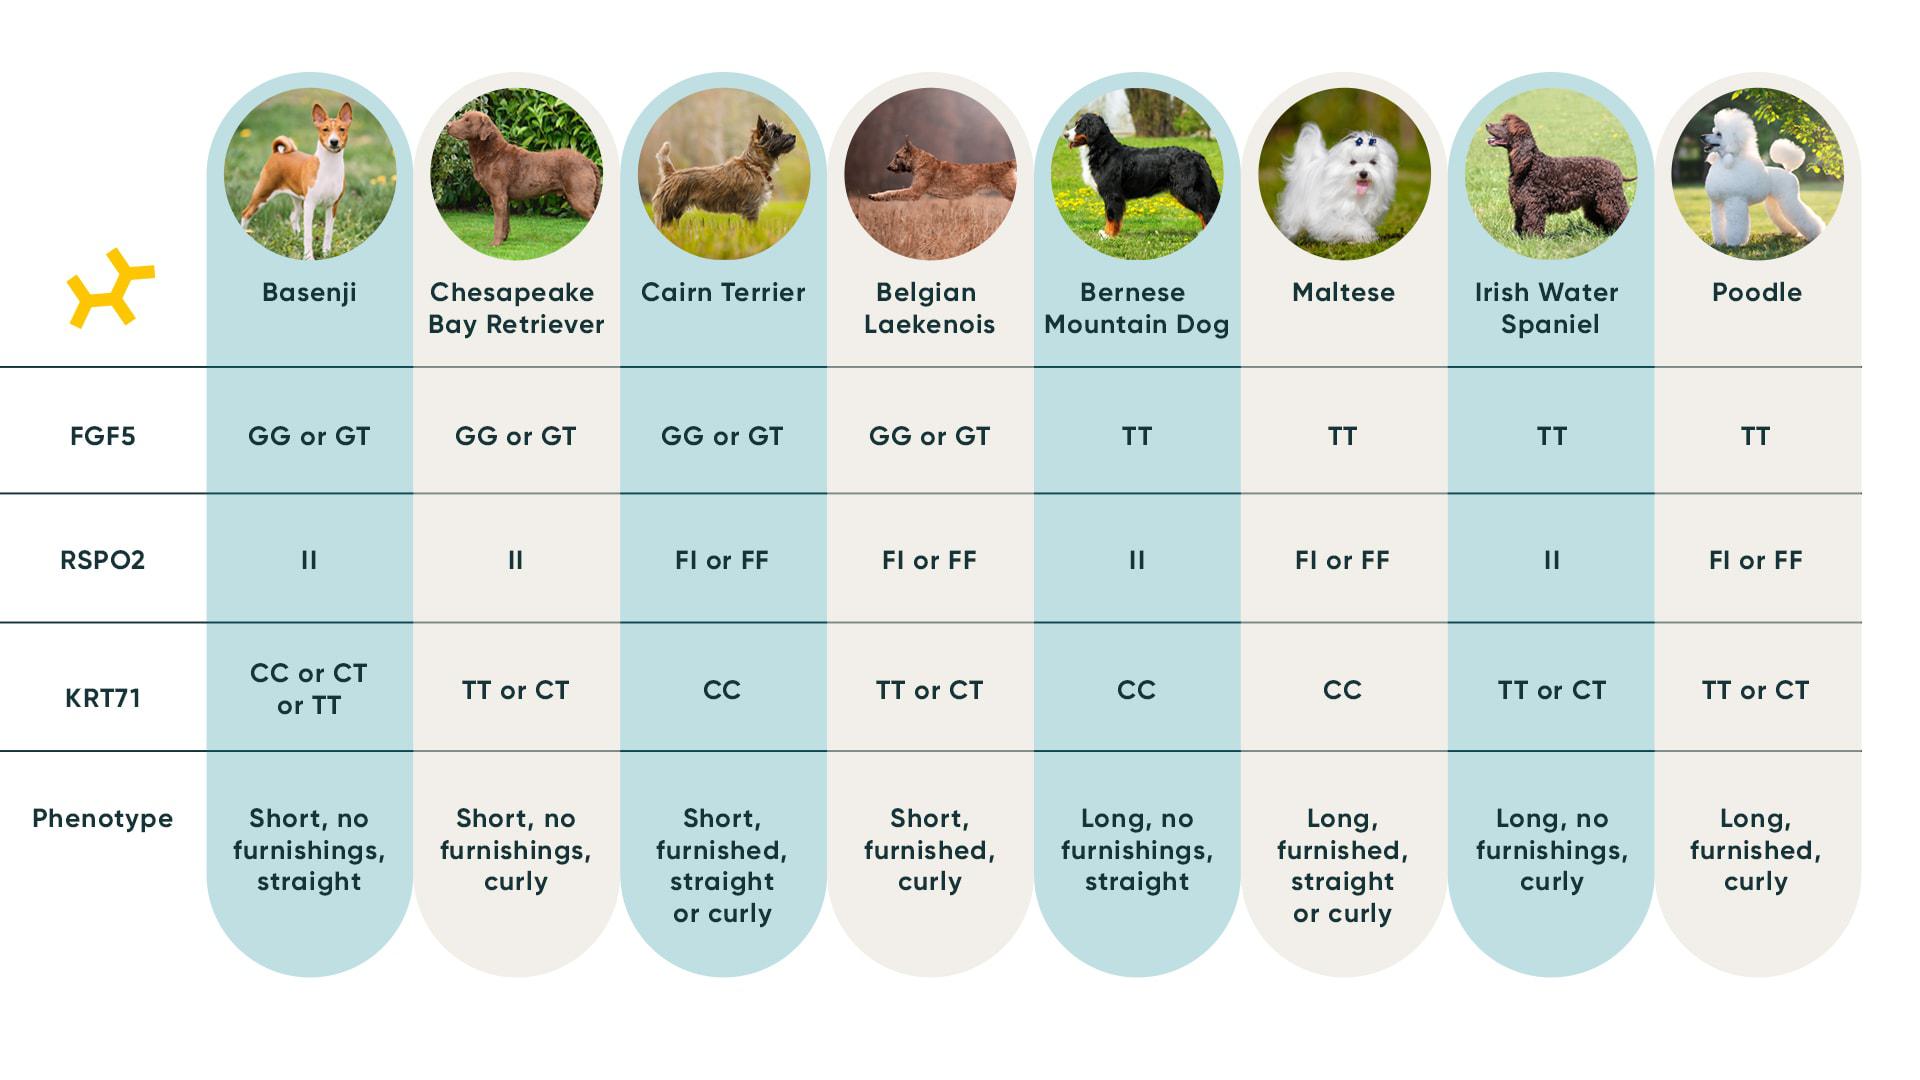 Basenji
Chesapeake
Bay Retriever
Cairn Terrier
Belgian
Laekenois
Bernese
Mountain Dog
Maltese
Irish Water
Spaniel
Poodle
FGF5
GG or GT
GG or GT
GG or GT
GG or GT
TT
TT
TT
TT
RSPO2
II
II
FI or FF
FI or FF
II
FI or FF
II
FI or FF
KRT71
CC or CT
or TT
TT or CT
CC
TT or CT
CC
CC
TT or CT
TT or CT
Phenotype
Short, no
furnishings,
straight
Short, no
furnishings,
curly
Short,
furnished,
straight
or curly
Short,
furnished,
curly
Long, no
furnishings,
straight
Long,
furnished,
straight
or curly
Long, no
furnishings,
curly
Long,
furnished,
curly